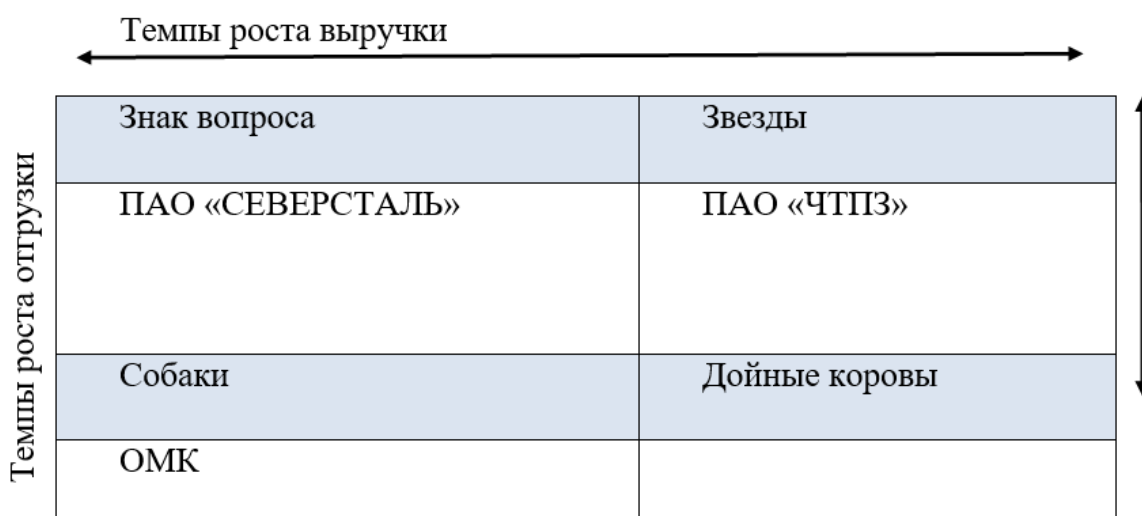 Темпы роста выручки
Темпы роста отгрузки
Знак вопроса
Звезды
ПАО «СЕВЕРСТАЛЬ»
ПАО «ЧТПЗ»
Собаки
Дойные коровы
ОМК